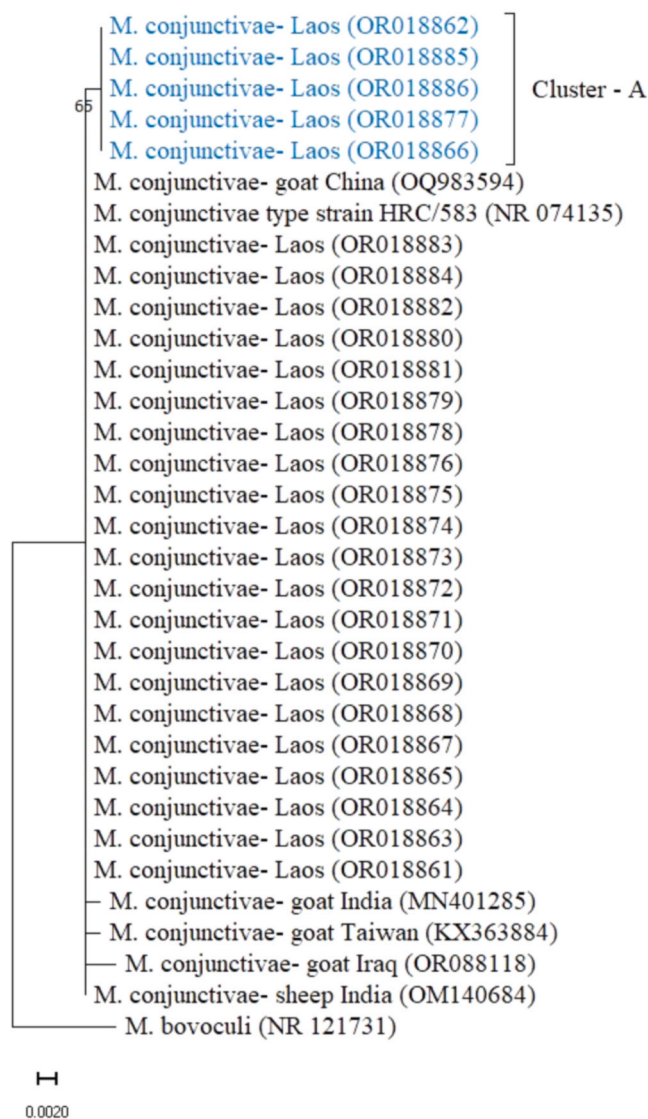 M. conjunctivae- Laos (OR018862)
M. conjunctivae- Laos (OR018885)
M. conjunctivae- Laos (OR018886)
M. conjunctivae- Laos (OR018877)
M. conjunctivae- Laos (OR018866)
Cluster - A
65
M. conjunctivae- goat China (OQ983594)
M. conjunctivae type strain HRC/583 (NR 074135)
M. conjunctivae- Laos (OR018883)
M. conjunctivae- Laos (OR018884)
M. conjunctivae- Laos (OR018882)
M. conjunctivae- Laos (OR018880)
M. conjunctivae- Laos (OR018881)
M. conjunctivae- Laos (OR018879)
M. conjunctivae- Laos (OR018878)
M. conjunctivae- Laos (OR018876)
M. conjunctivae- Laos (OR018875)
M. conjunctivae- Laos (OR018874)
M. conjunctivae- Laos (OR018873)
M. conjunctivae- Laos (OR018872)
M. conjunctivae- Laos (OR018871)
M. conjunctivae- Laos (OR018870)
M. conjunctivae- Laos (OR018869)
M. conjunctivae- Laos (OR018868)
M. conjunctivae- Laos (OR018867)
M. conjunctivae- Laos (OR018865)
M. conjunctivae- Laos (OR018864)
M. conjunctivae- Laos (OR018863)
M. conjunctivae- Laos (OR018861)
M. conjunctivae- goat India (MN401285)
M. conjunctivae- goat Taiwan (KX363884)
M. conjunctivae- goat Iraq (OR088118)
M. conjunctivae- sheep India (OM140684)
M. bovoculi (NR 121731)
0.0020